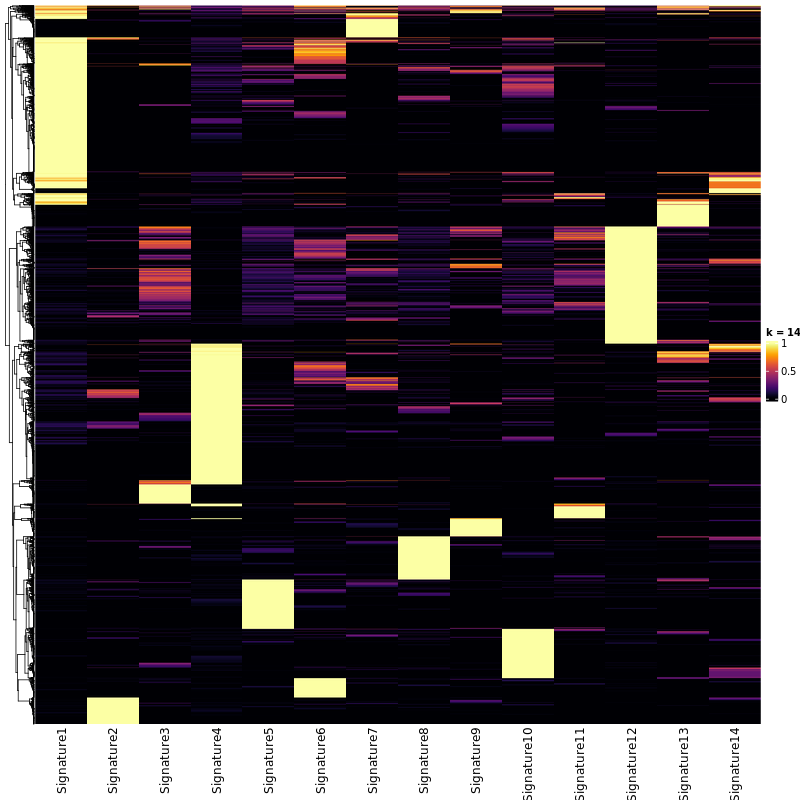 k = 14
1
0.5
0
Signature1
Signature2
Signature3
Signature4
Signature5
Signature6
Signature7
Signature8
Signature9
Signature10
Signature11
Signature12
Signature13
Signature14